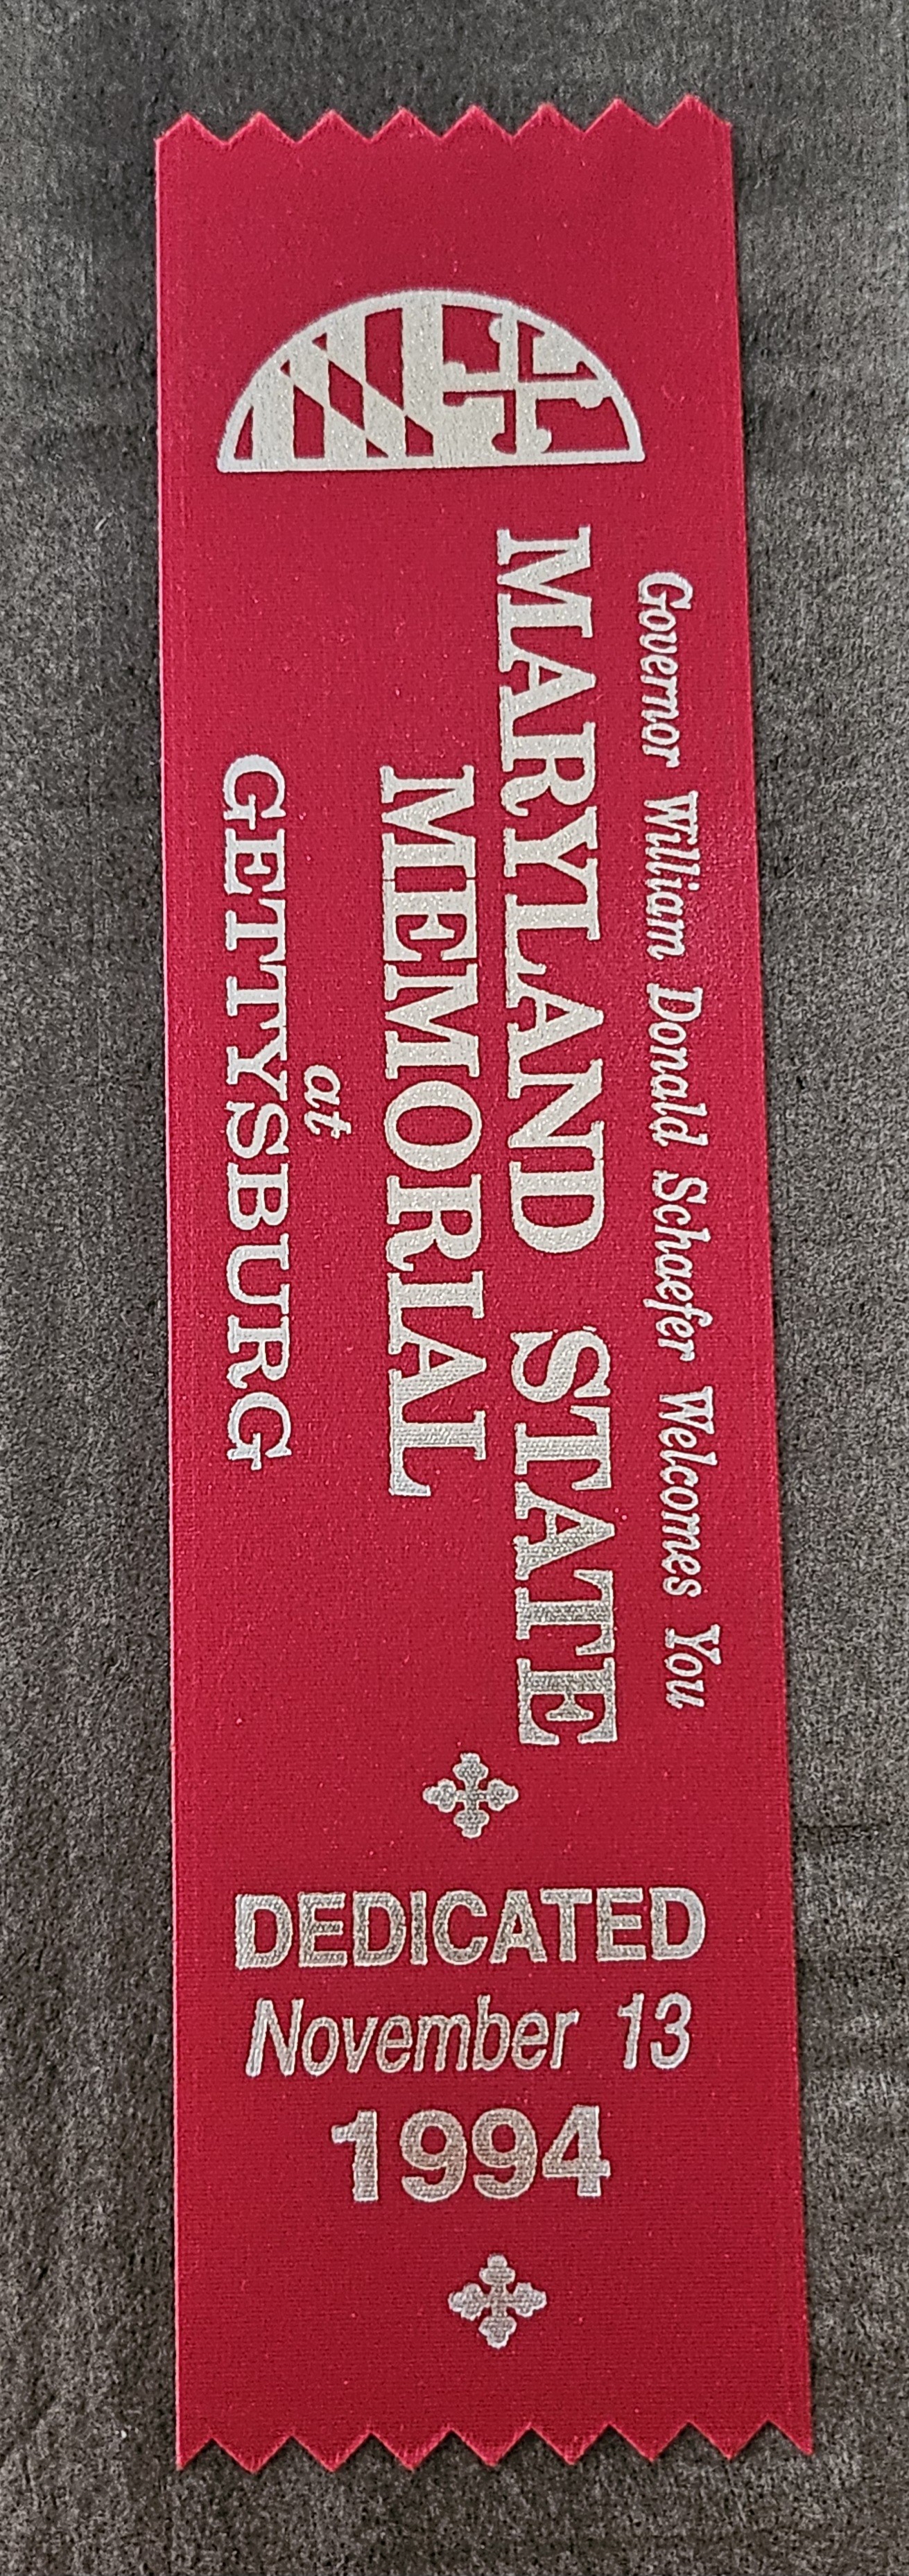 Governor William Donald Schaefer Welcomes You
MARYLAND STATE
MEMORIAL
at
GETTYSBURG
DEDICATED
November 13
1994